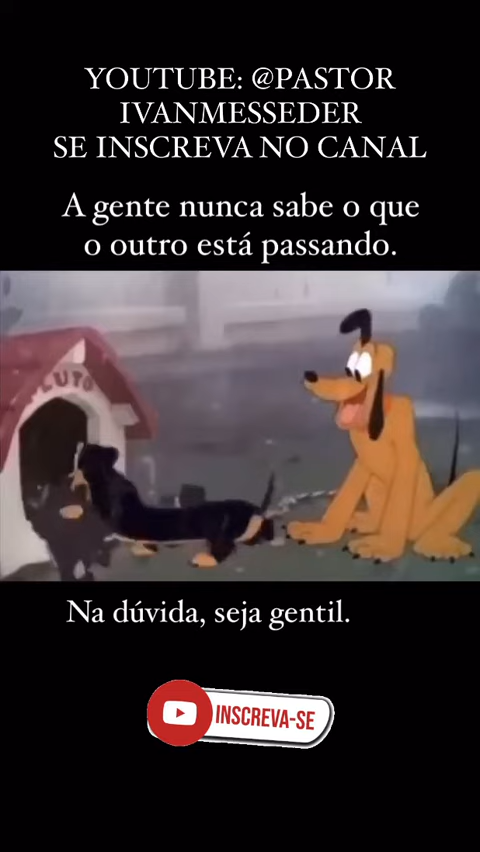 YOUTUBE: @PASTOR
IVANMESSEDER
SE INSCREVA NO CANAL
A gente nunca sabe o que
o outro está passando.
PLUTO
Na dúvida, seja gentil.
INSCREVA-SE